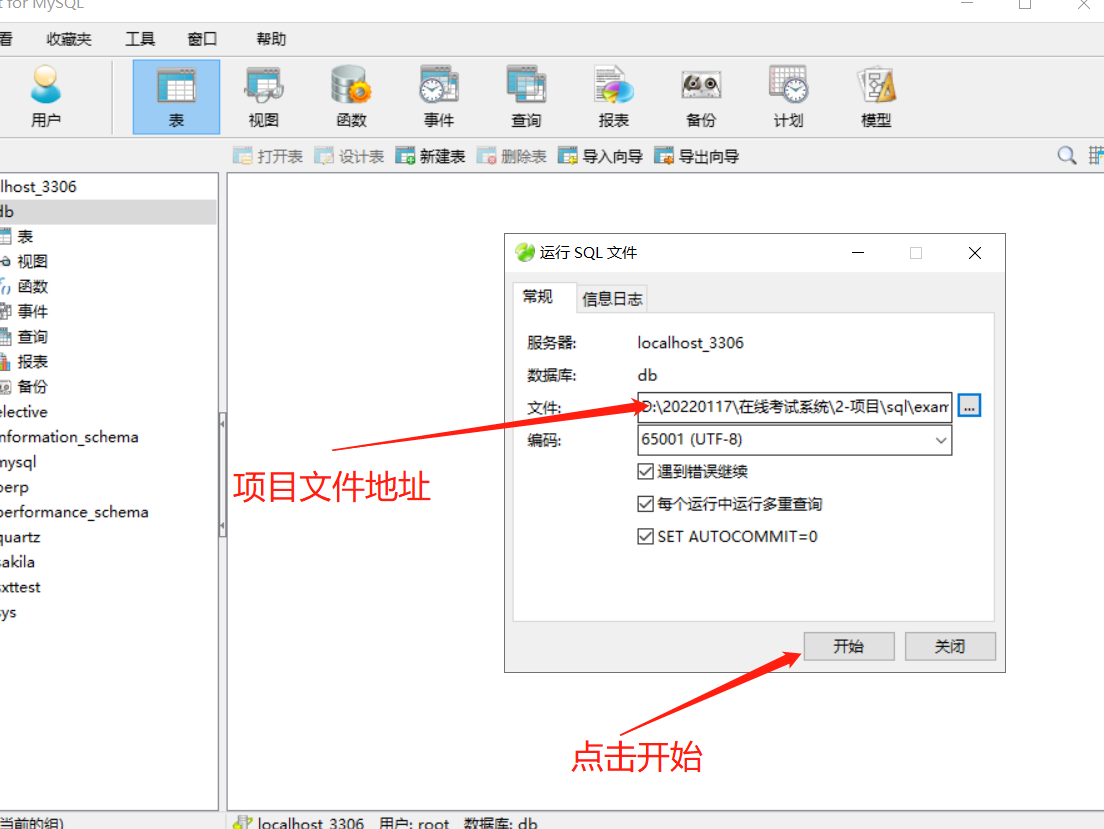 t for MySQL
看 收藏夹 工具 窗口 帮助
用户 表 视图 函数 事件 查询 报表 备份 计划 模型
打开表 设计表 新建表 删除表 导入向导 导出向导
lhost_3306
db
表
视图
函数
事件
查询
报表
备份
elective
nformation_schema
mysql
perp
performance_schema
quartz
sakila
sxttest
sys
运行 SQL 文件
常规 信息日志
服务器: localhost_3306
数据库: db
文件: D:\20220117\在线考试系统\2-项目\sql\exam ...
编码: 65001 (UTF-8)
遇到错误继续
每个运行中运行多重查询
SET AUTOCOMMIT=0
开始 关闭
项目文件地址
点击开始
当前的组) localhost_3306 用户: root 数据库: db